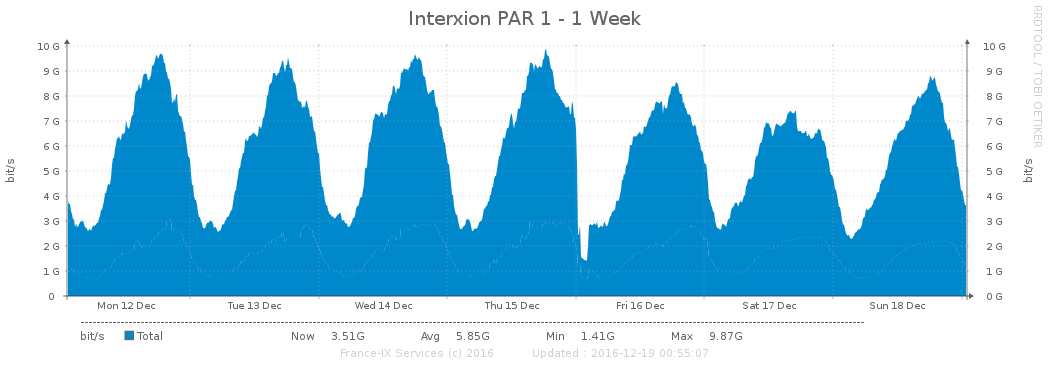 Interxion PAR 1 - 1 Week
RRDTOOL / TOBI OETIKER
bit/s
10 G 10 G
9 G 9 G
8 G 8 G
7 G 7 G
6 G 6 G
5 G 5 G
4 G 4 G
3 G 3 G
2 G 2 G
1 G 1 G
0 0 G
bit/s
Mon 12 Dec Tue 13 Dec Wed 14 Dec Thu 15 Dec Fri 16 Dec Sat 17 Dec Sun 18 Dec
bit/s Total Now 3.51G Avg 5.85G Min 1.41G Max 9.87G
France-IX Services (c) 2016 Updated : 2016-12-19 00:55:07